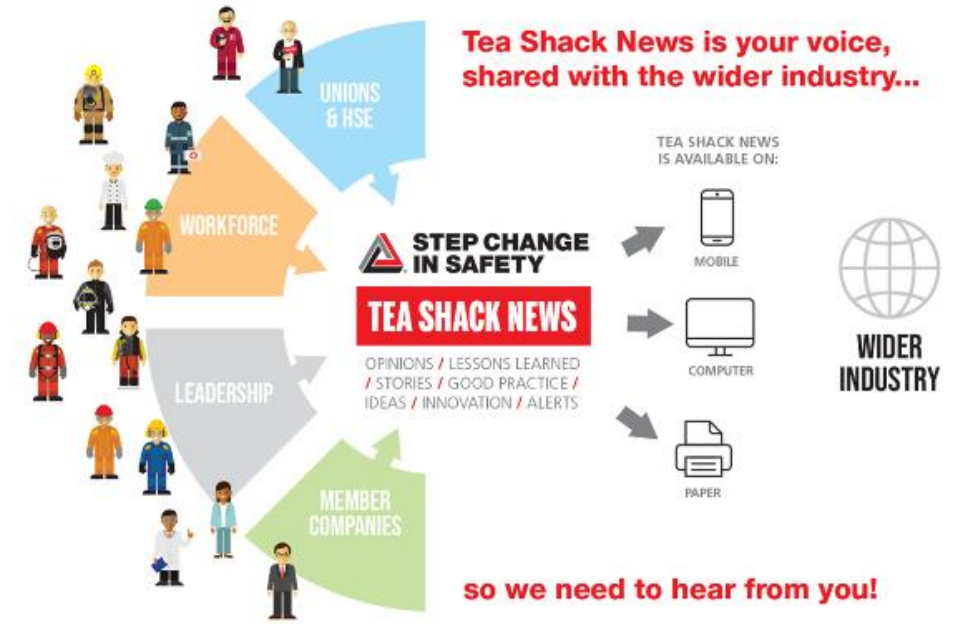 Tea Shack News is your voice,
shared with the wider industry...
UNIONS
& HSE
WORKFORCE
LEADERSHIP
MEMBER
COMPANIES
STEP CHANGE
IN SAFETY
TEA SHACK NEWS
OPINIONS / LESSONS LEARNED
/ STORIES / GOOD PRACTICE /
IDEAS / INNOVATION / ALERTS
TEA SHACK NEWS
IS AVAILABLE ON:
MOBILE
COMPUTER
PAPER
WIDER
INDUSTRY
so we need to hear from you!